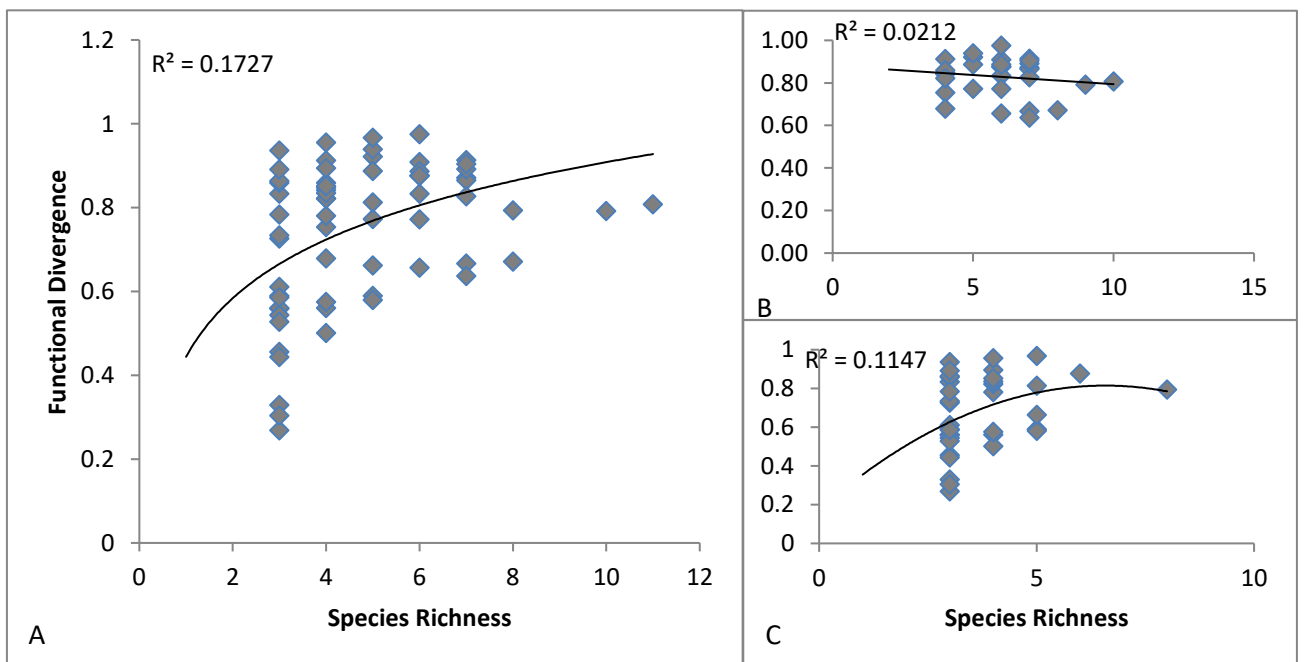 R² = 0.1727
1.2
1
0.8
0.6
0.4
0.2
0
0 2 4 6 8 10 12
Functional Divergence
Species Richness
A
R² = 0.0212
1.00
0.80
0.60
0.40
0.20
0.00
0 5 10 15
B
R² = 0.1147
1
0.8
0.6
0.4
0.2
0
0 5 10
Species Richness
C